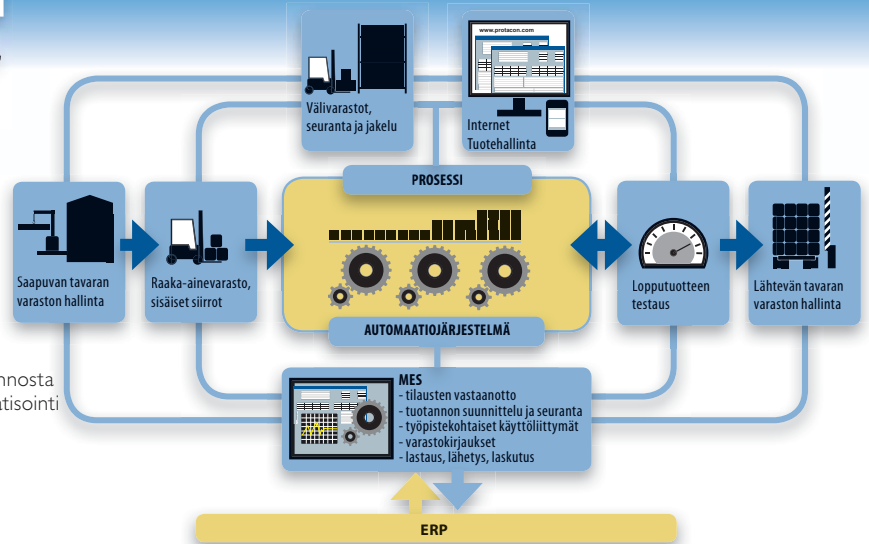 www.protacon.com
Välivarastot,
seuranta ja jakelu
Internet
Tuotehallinta
PROSESSI
Saapuvan tavaran
varaston hallinta
Raaka-ainevarasto,
sisäiset siirrot
Lopputuotteen
testaus
Lähtevän tavaran
varaston hallinta
AUTOMAATIOJÄRJESTELMÄ
nnosta
atisointi
MES
- tilausten vastaanotto
- tuotannon suunnittelu ja seuranta
- työpistekohtaiset käyttöliittymät
- varastokirjaukset
- lastaus, lähetys, laskutus
ERP